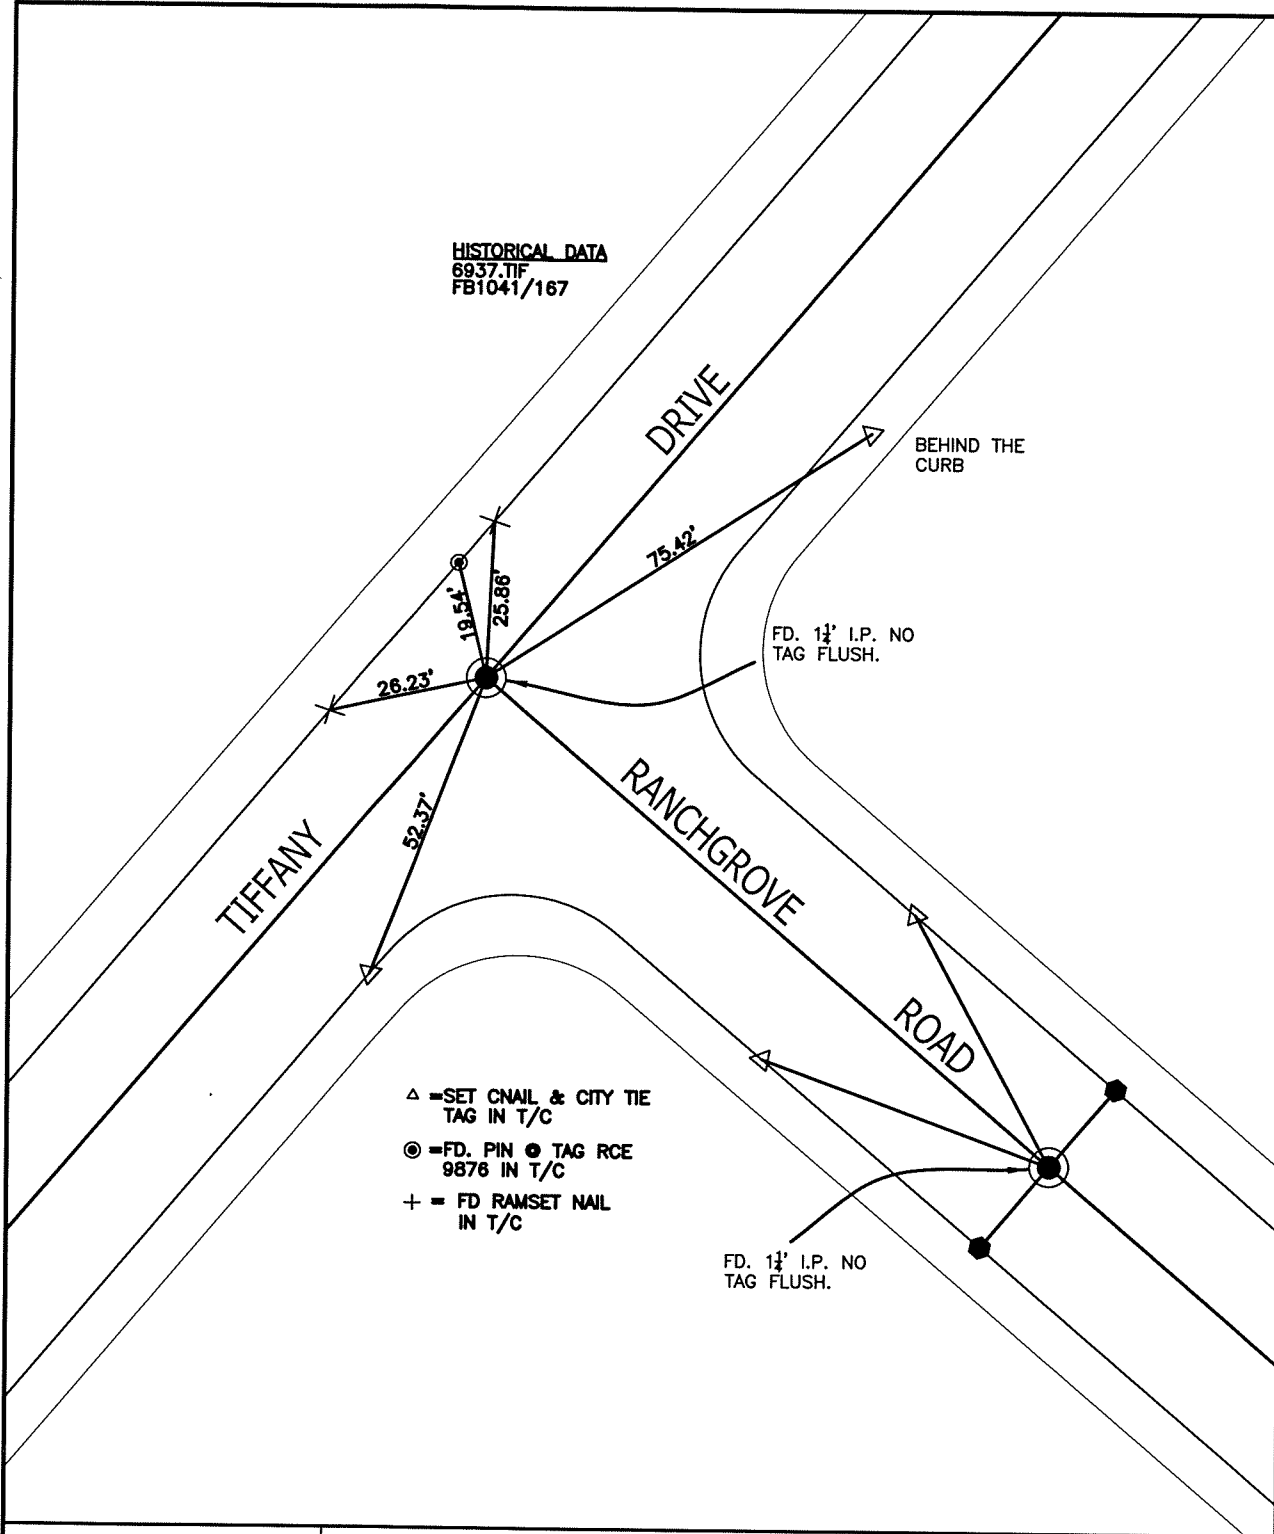 HISTORICAL DATA
6937.TIF
FB1041/167
DRIVE
BEHIND THE
CURB
75.42'
25.86'
19.54'
FD. 1¼' I.P. NO
TAG FLUSH.
26.23'
52.37'
TIFFANY
RANCHGROVE
ROAD
△ =SET CNAIL & CITY TIE
TAG IN T/C
◉ =FD. PIN ● TAG RCE
9876 IN T/C
+ = FD RAMSET NAIL
IN T/C
FD. 1¼' I.P. NO
TAG FLUSH.